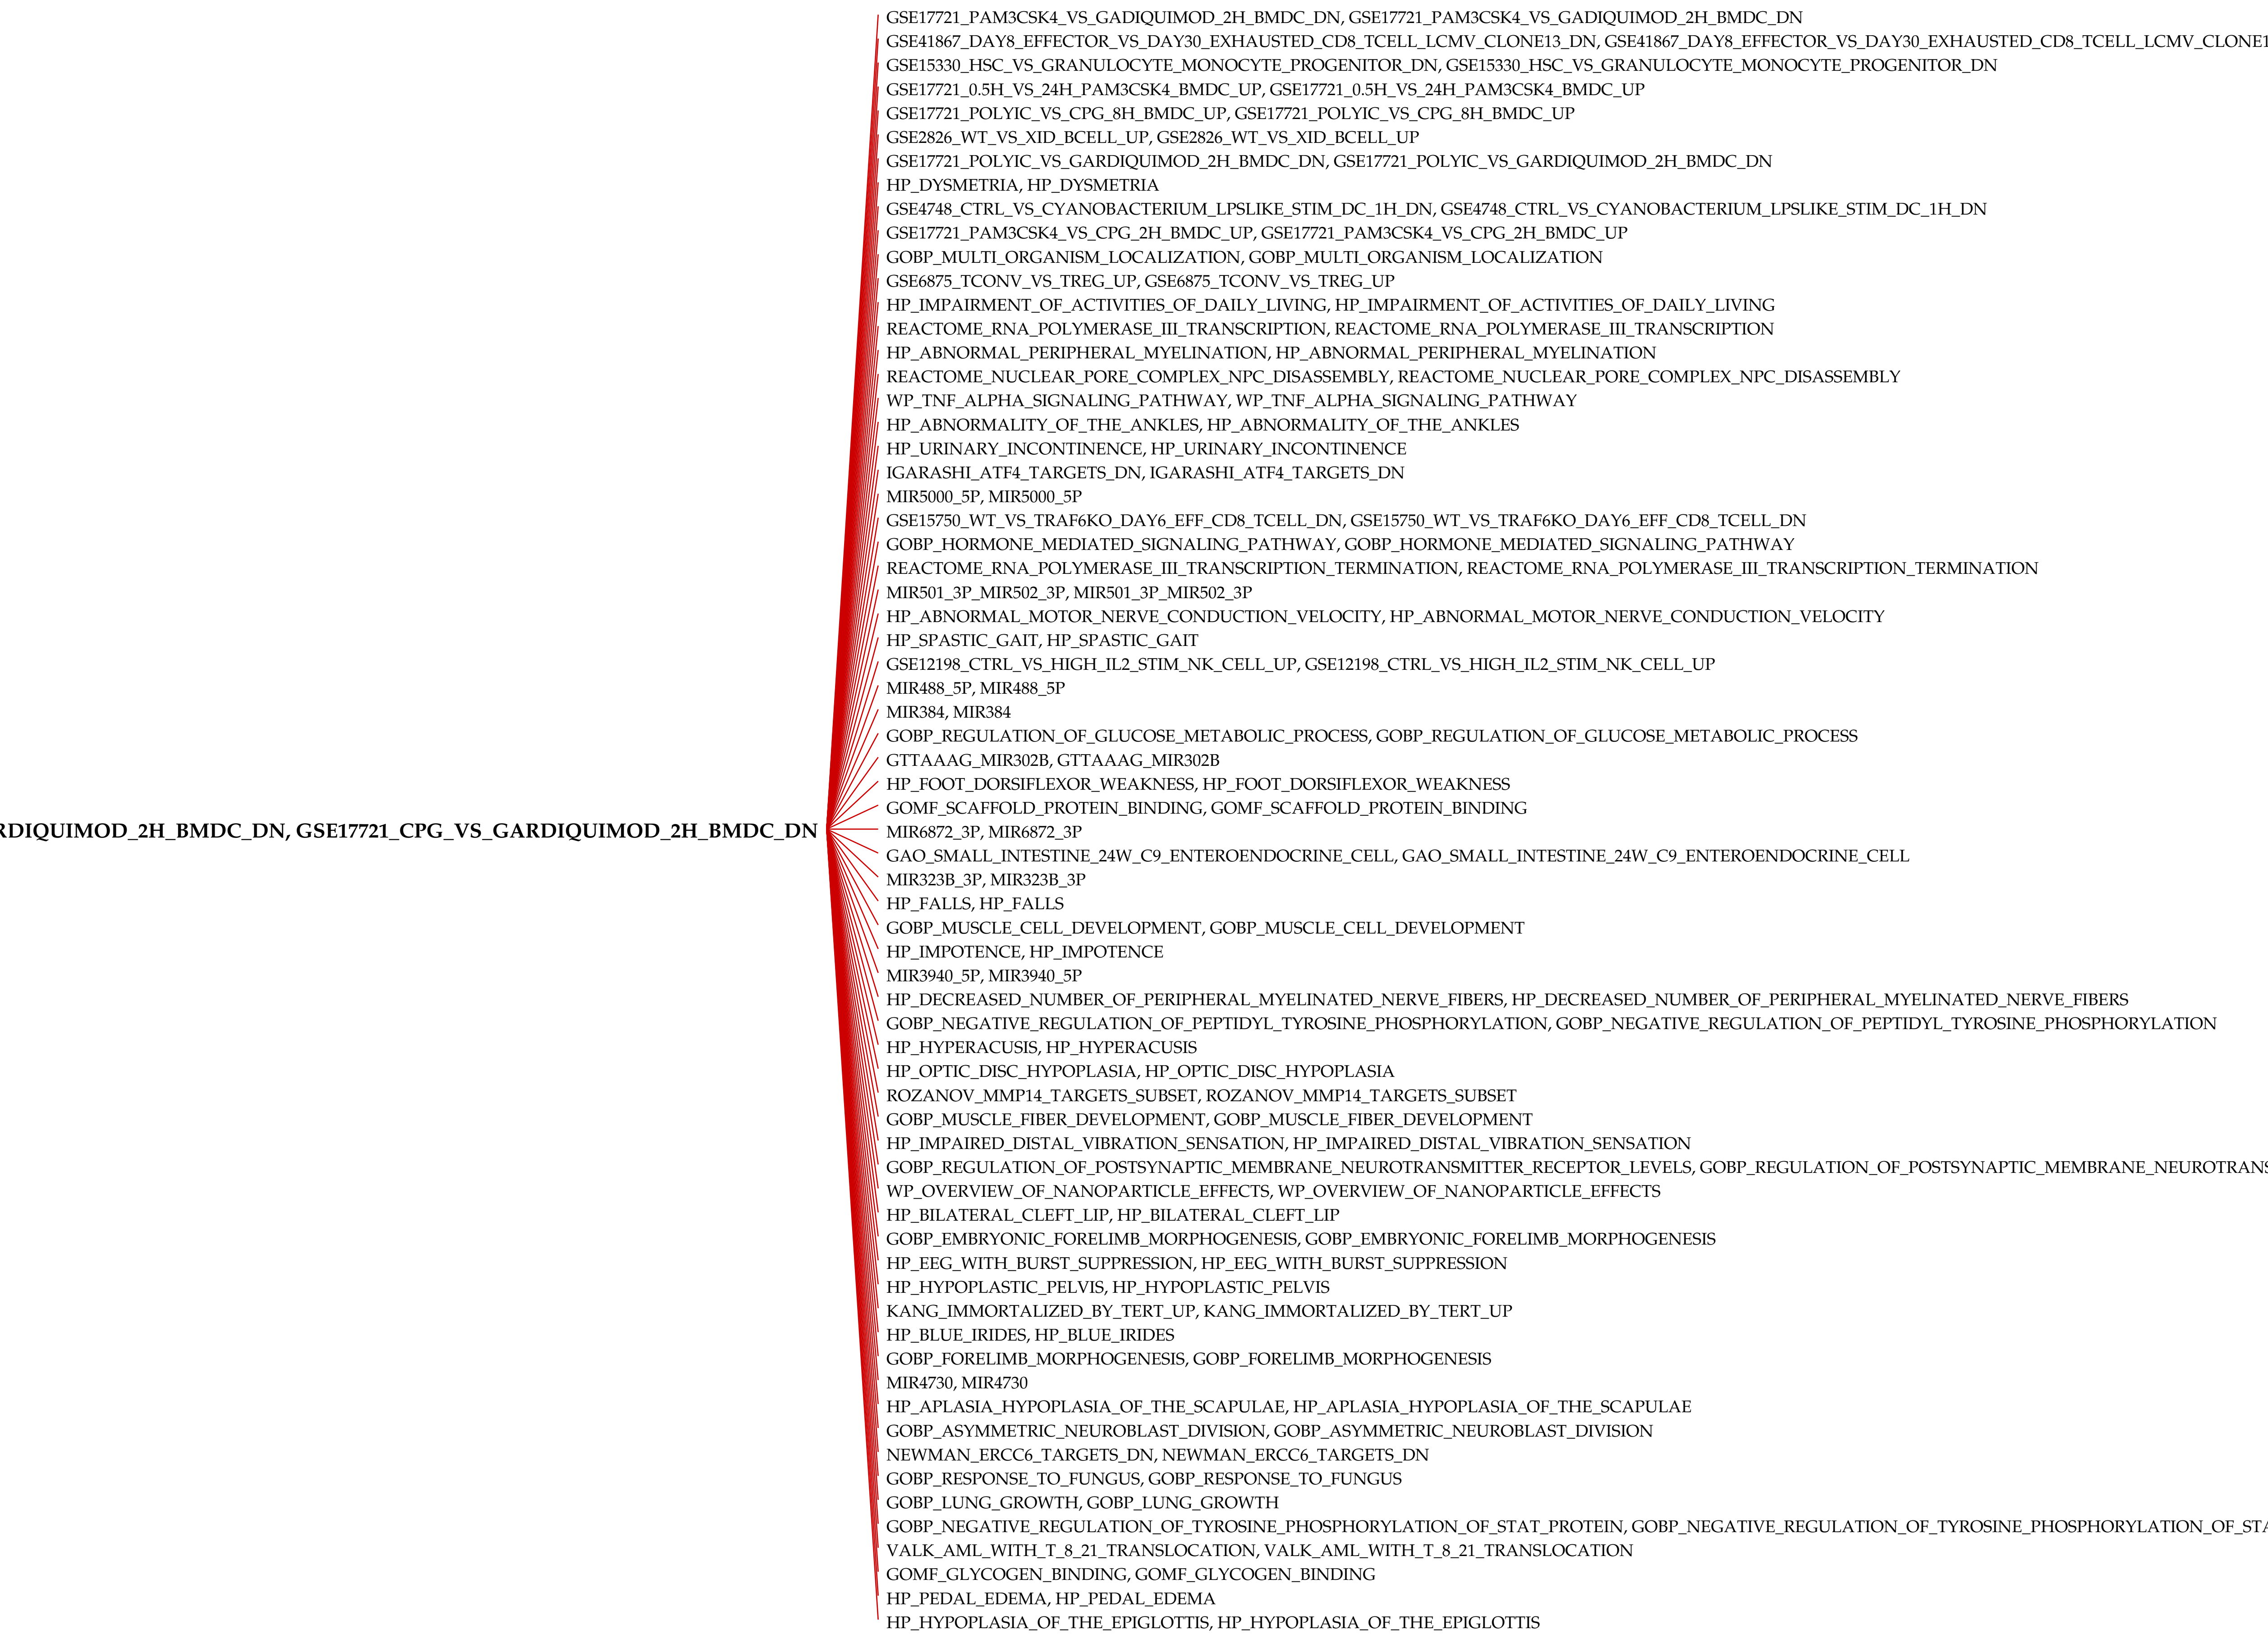 GSE17721_PAM3CSK4_VS_GADIQUIMOD_2H_BMDC_DN, GSE17721_PAM3CSK4_VS_GADIQUIMOD_2H_BMDC_DN
GSE41867_DAY8_EFFECTOR_VS_DAY30_EXHAUSTED_CD8_TCELL_LCMV_CLONE13_DN, GSE41867_DAY8_EFFECTOR_VS_DAY30_EXHAUSTED_CD8_TCELL_LCMV_CLONE1
GSE15330_HSC_VS_GRANULOCYTE_MONOCYTE_PROGENITOR_DN, GSE15330_HSC_VS_GRANULOCYTE_MONOCYTE_PROGENITOR_DN
GSE17721_0.5H_VS_24H_PAM3CSK4_BMDC_UP, GSE17721_0.5H_VS_24H_PAM3CSK4_BMDC_UP
GSE17721_POLYIC_VS_CPG_8H_BMDC_UP, GSE17721_POLYIC_VS_CPG_8H_BMDC_UP
GSE2826_WT_VS_XID_BCELL_UP, GSE2826_WT_VS_XID_BCELL_UP
GSE17721_POLYIC_VS_GARDIQUIMOD_2H_BMDC_DN, GSE17721_POLYIC_VS_GARDIQUIMOD_2H_BMDC_DN
HP_DYSMETRIA, HP_DYSMETRIA
GSE4748_CTRL_VS_CYANOBACTERIUM_LPSLIKE_STIM_DC_1H_DN, GSE4748_CTRL_VS_CYANOBACTERIUM_LPSLIKE_STIM_DC_1H_DN
GSE17721_PAM3CSK4_VS_CPG_2H_BMDC_UP, GSE17721_PAM3CSK4_VS_CPG_2H_BMDC_UP
GOBP_MULTI_ORGANISM_LOCALIZATION, GOBP_MULTI_ORGANISM_LOCALIZATION
GSE6875_TCONV_VS_TREG_UP, GSE6875_TCONV_VS_TREG_UP
HP_IMPAIRMENT_OF_ACTIVITIES_OF_DAILY_LIVING, HP_IMPAIRMENT_OF_ACTIVITIES_OF_DAILY_LIVING
REACTOME_RNA_POLYMERASE_III_TRANSCRIPTION, REACTOME_RNA_POLYMERASE_III_TRANSCRIPTION
HP_ABNORMAL_PERIPHERAL_MYELINATION, HP_ABNORMAL_PERIPHERAL_MYELINATION
REACTOME_NUCLEAR_PORE_COMPLEX_NPC_DISASSEMBLY, REACTOME_NUCLEAR_PORE_COMPLEX_NPC_DISASSEMBLY
WP_TNF_ALPHA_SIGNALING_PATHWAY, WP_TNF_ALPHA_SIGNALING_PATHWAY
HP_ABNORMALITY_OF_THE_ANKLES, HP_ABNORMALITY_OF_THE_ANKLES
HP_URINARY_INCONTINENCE, HP_URINARY_INCONTINENCE
IGARASHI_ATF4_TARGETS_DN, IGARASHI_ATF4_TARGETS_DN
MIR5000_5P, MIR5000_5P
GSE15750_WT_VS_TRAF6KO_DAY6_EFF_CD8_TCELL_DN, GSE15750_WT_VS_TRAF6KO_DAY6_EFF_CD8_TCELL_DN
GOBP_HORMONE_MEDIATED_SIGNALING_PATHWAY, GOBP_HORMONE_MEDIATED_SIGNALING_PATHWAY
REACTOME_RNA_POLYMERASE_III_TRANSCRIPTION_TERMINATION, REACTOME_RNA_POLYMERASE_III_TRANSCRIPTION_TERMINATION
MIR501_3P_MIR502_3P, MIR501_3P_MIR502_3P
HP_ABNORMAL_MOTOR_NERVE_CONDUCTION_VELOCITY, HP_ABNORMAL_MOTOR_NERVE_CONDUCTION_VELOCITY
HP_SPASTIC_GAIT, HP_SPASTIC_GAIT
GSE12198_CTRL_VS_HIGH_IL2_STIM_NK_CELL_UP, GSE12198_CTRL_VS_HIGH_IL2_STIM_NK_CELL_UP
MIR488_5P, MIR488_5P
MIR384, MIR384
GOBP_REGULATION_OF_GLUCOSE_METABOLIC_PROCESS, GOBP_REGULATION_OF_GLUCOSE_METABOLIC_PROCESS
GTTAAAG_MIR302B, GTTAAAG_MIR302B
HP_FOOT_DORSIFLEXOR_WEAKNESS, HP_FOOT_DORSIFLEXOR_WEAKNESS
GOMF_SCAFFOLD_PROTEIN_BINDING, GOMF_SCAFFOLD_PROTEIN_BINDING
RDIQUIMOD_2H_BMDC_DN, GSE17721_CPG_VS_GARDIQUIMOD_2H_BMDC_DN
MIR6872_3P, MIR6872_3P
GAO_SMALL_INTESTINE_24W_C9_ENTEROENDOCRINE_CELL, GAO_SMALL_INTESTINE_24W_C9_ENTEROENDOCRINE_CELL
MIR323B_3P, MIR323B_3P
HP_FALLS, HP_FALLS
GOBP_MUSCLE_CELL_DEVELOPMENT, GOBP_MUSCLE_CELL_DEVELOPMENT
HP_IMPOTENCE, HP_IMPOTENCE
MIR3940_5P, MIR3940_5P
HP_DECREASED_NUMBER_OF_PERIPHERAL_MYELINATED_NERVE_FIBERS, HP_DECREASED_NUMBER_OF_PERIPHERAL_MYELINATED_NERVE_FIBERS
GOBP_NEGATIVE_REGULATION_OF_PEPTIDYL_TYROSINE_PHOSPHORYLATION, GOBP_NEGATIVE_REGULATION_OF_PEPTIDYL_TYROSINE_PHOSPHORYLATION
HP_HYPERACUSIS, HP_HYPERACUSIS
HP_OPTIC_DISC_HYPOPLASIA, HP_OPTIC_DISC_HYPOPLASIA
ROZANOV_MMP14_TARGETS_SUBSET, ROZANOV_MMP14_TARGETS_SUBSET
GOBP_MUSCLE_FIBER_DEVELOPMENT, GOBP_MUSCLE_FIBER_DEVELOPMENT
HP_IMPAIRED_DISTAL_VIBRATION_SENSATION, HP_IMPAIRED_DISTAL_VIBRATION_SENSATION
GOBP_REGULATION_OF_POSTSYNAPTIC_MEMBRANE_NEUROTRANSMITTER_RECEPTOR_LEVELS, GOBP_REGULATION_OF_POSTSYNAPTIC_MEMBRANE_NEUROTRANS
WP_OVERVIEW_OF_NANOPARTICLE_EFFECTS, WP_OVERVIEW_OF_NANOPARTICLE_EFFECTS
HP_BILATERAL_CLEFT_LIP, HP_BILATERAL_CLEFT_LIP
GOBP_EMBRYONIC_FORELIMB_MORPHOGENESIS, GOBP_EMBRYONIC_FORELIMB_MORPHOGENESIS
HP_EEG_WITH_BURST_SUPPRESSION, HP_EEG_WITH_BURST_SUPPRESSION
HP_HYPOPLASTIC_PELVIS, HP_HYPOPLASTIC_PELVIS
KANG_IMMORTALIZED_BY_TERT_UP, KANG_IMMORTALIZED_BY_TERT_UP
HP_BLUE_IRIDES, HP_BLUE_IRIDES
GOBP_FORELIMB_MORPHOGENESIS, GOBP_FORELIMB_MORPHOGENESIS
MIR4730, MIR4730
HP_APLASIA_HYPOPLASIA_OF_THE_SCAPULAE, HP_APLASIA_HYPOPLASIA_OF_THE_SCAPULAE
GOBP_ASYMMETRIC_NEUROBLAST_DIVISION, GOBP_ASYMMETRIC_NEUROBLAST_DIVISION
NEWMAN_ERCC6_TARGETS_DN, NEWMAN_ERCC6_TARGETS_DN
GOBP_RESPONSE_TO_FUNGUS, GOBP_RESPONSE_TO_FUNGUS
GOBP_LUNG_GROWTH, GOBP_LUNG_GROWTH
GOBP_NEGATIVE_REGULATION_OF_TYROSINE_PHOSPHORYLATION_OF_STAT_PROTEIN, GOBP_NEGATIVE_REGULATION_OF_TYROSINE_PHOSPHORYLATION_OF_STA
VALK_AML_WITH_T_8_21_TRANSLOCATION, VALK_AML_WITH_T_8_21_TRANSLOCATION
GOMF_GLYCOGEN_BINDING, GOMF_GLYCOGEN_BINDING
HP_PEDAL_EDEMA, HP_PEDAL_EDEMA
HP_HYPOPLASIA_OF_THE_EPIGLOTTIS, HP_HYPOPLASIA_OF_THE_EPIGLOTTIS